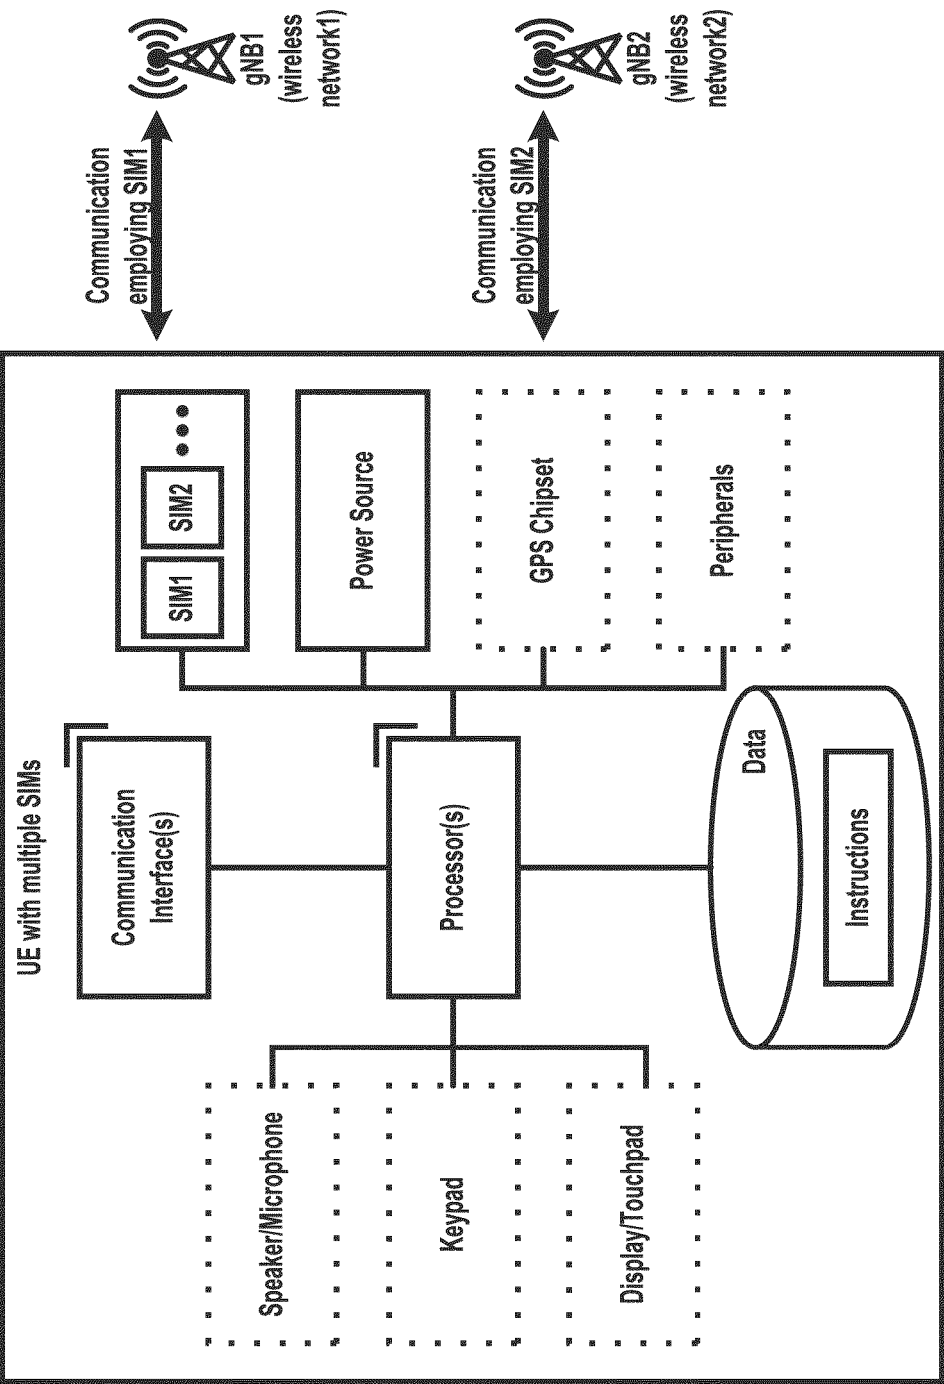 UE with multiple SIMs
Communication
Interface(s)
SIM1
SIM2
Communication
employing SIM1
gNB1
(wireless
network1)
Speaker/Microphone
Power Source
Processor(s)
Keypad
GPS Chipset
Communication
employing SIM2
gNB2
(wireless
network2)
Display/Touchpad
Peripherals
Data
Instructions